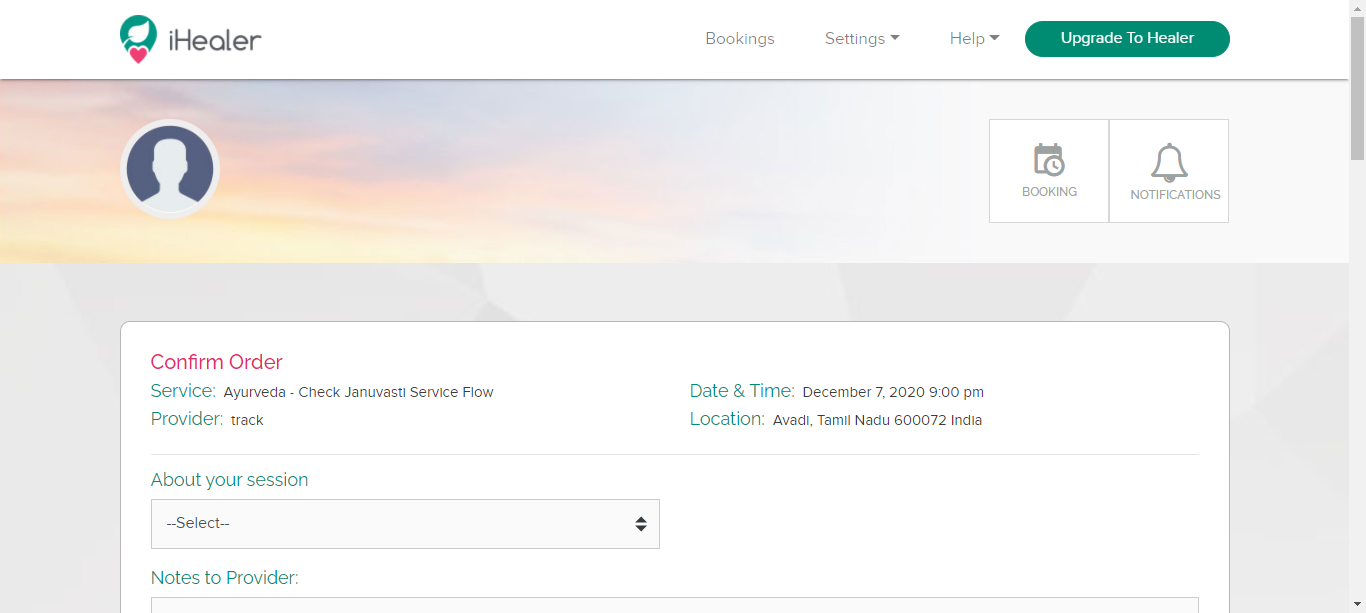 iHealer
Bookings Settings Help Upgrade To Healer
BOOKING NOTIFICATIONS
Confirm Order
Service: Ayurveda - Check Januvasti Service Flow Date & Time: December 7, 2020 9:00 pm
Provider: track Location: Avadi, Tamil Nadu 600072 India
About your session
--Select--
Notes to Provider: